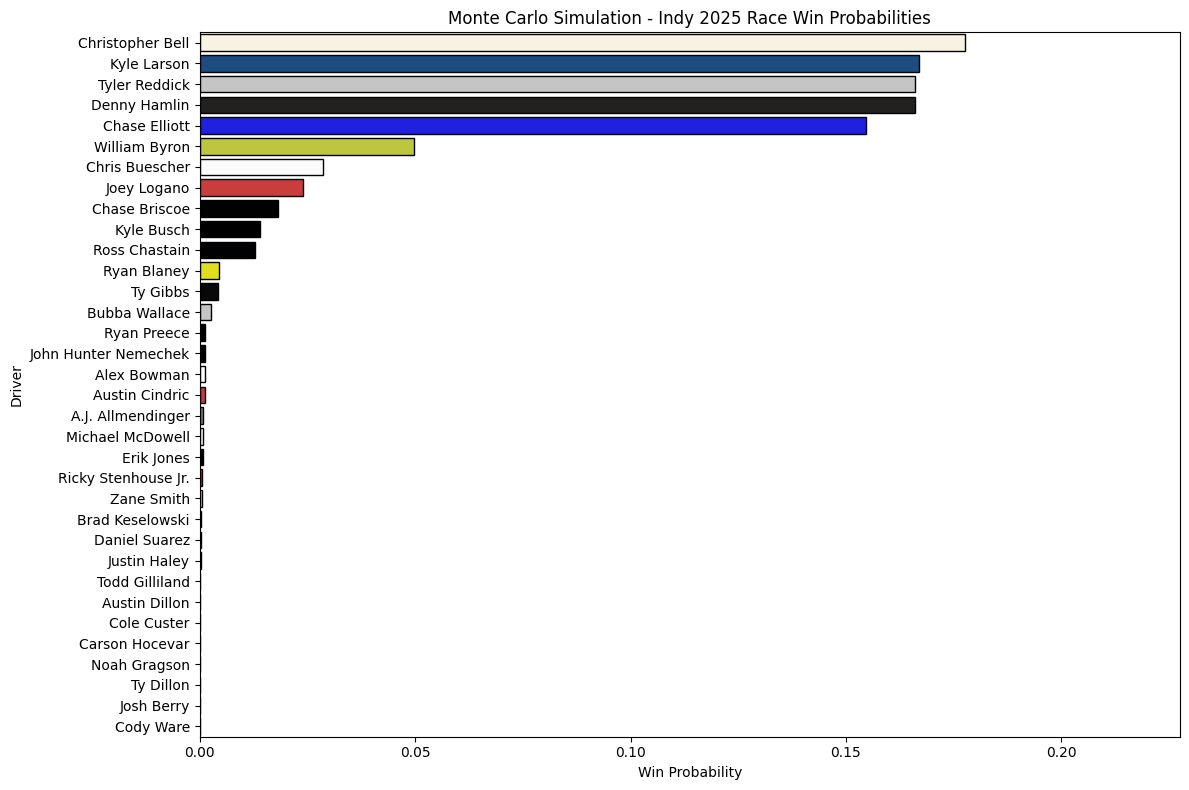 Monte Carlo Simulation - Indy 2025 Race Win Probabilities
Christopher Bell
Kyle Larson
Tyler Reddick
Denny Hamlin
Chase Elliott
William Byron
Chris Buescher
Joey Logano
Chase Briscoe
Kyle Busch
Ross Chastain
Ryan Blaney
Ty Gibbs
Bubba Wallace
Ryan Preece
John Hunter Nemechek
Alex Bowman
Austin Cindric
A.J. Allmendinger
Michael McDowell
Erik Jones
Ricky Stenhouse Jr.
Zane Smith
Brad Keselowski
Daniel Suarez
Justin Haley
Todd Gilliland
Austin Dillon
Cole Custer
Carson Hocevar
Noah Gragson
Ty Dillon
Josh Berry
Cody Ware
Driver
0.00 0.05 0.10 0.15 0.20
Win Probability